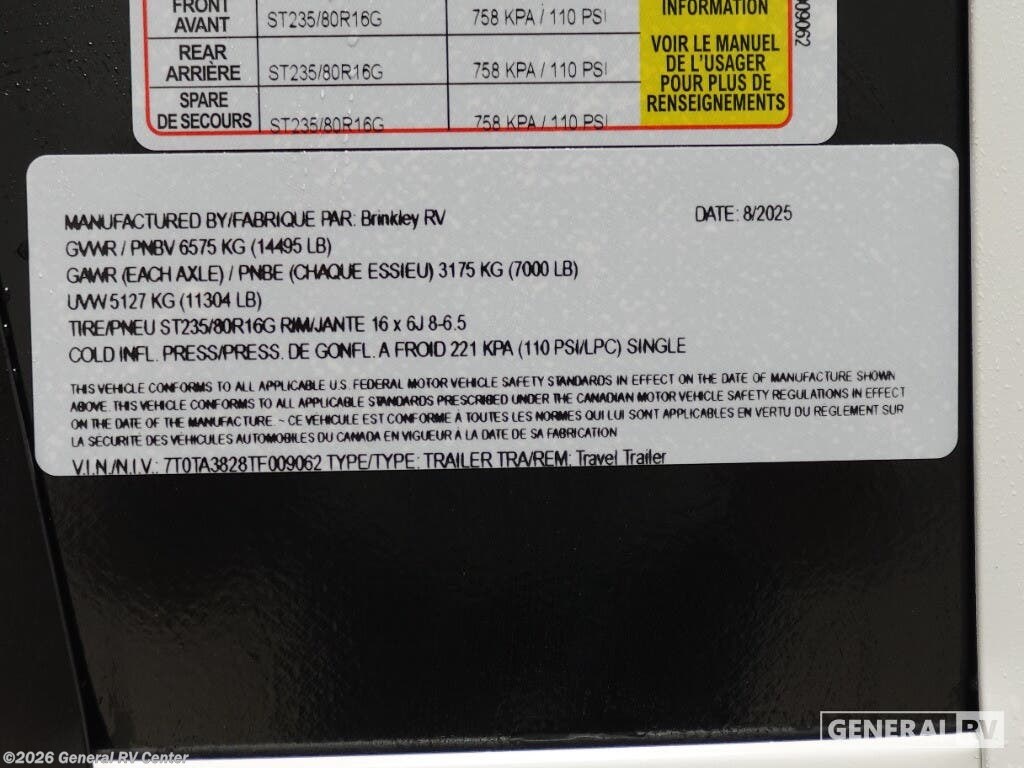 FRONT
AVANT
ST235/80R16G
758 KPA / 110 PSI
REAR
ARRIÈRE
ST235/80R16G
758 KPA / 110 PSI
SPARE
DE SECOURS
ST235/80R16G
758 KPA / 110 PSI
INFORMATION
VOIR LE MANUEL
DE L'USAGER
POUR PLUS DE
RENSEIGNEMENTS
09062
MANUFACTURED BY/FABRIQUE PAR: Brinkley RV
DATE: 8/2025
GVWR / PNBV 6575 KG (14495 LB)
GAWR (EACH AXLE) / PNBE (CHAQUE ESSIEU) 3175 KG (7000 LB)
UVW 5127 KG (11304 LB)
TIRE/PNEU ST235/80R16G RIM/JANTE 16 x 6J 8-6.5
COLD INFL. PRESS/PRESS. DE GONFL. A FROID 221 KPA (110 PSI/LPC) SINGLE
THIS VEHICLE CONFORMS TO ALL APPLICABLE U.S. FEDERAL MOTOR VEHICLE SAFETY STANDARDS IN EFFECT ON THE DATE OF MANUFACTURE SHOWN
ABOVE. THIS VEHICLE CONFORMS TO ALL APPLICABLE STANDARDS PRESCRIBED UNDER THE CANADIAN MOTOR VEHICLE SAFETY REGULATIONS IN EFFECT
ON THE DATE OF THE MANUFACTURE. ~ CE VEHICULE EST CONFORME À TOUTES LES NORMES QUI LUI SONT APPLICABLES EN VERTU DU REGLEMENT SUR
LA SÉCURITÉ DES VEHICULES AUTOMOBILES DU CANADA EN VIGUEUR À LA DATE DE SA FABRICATION
V.I.N./N.I.V.: 7T0TA3828TF009062 TYPE/TYPE: TRAILER TRA/REM: Travel Trailer
GENERAL RV
©2026 General RV Center